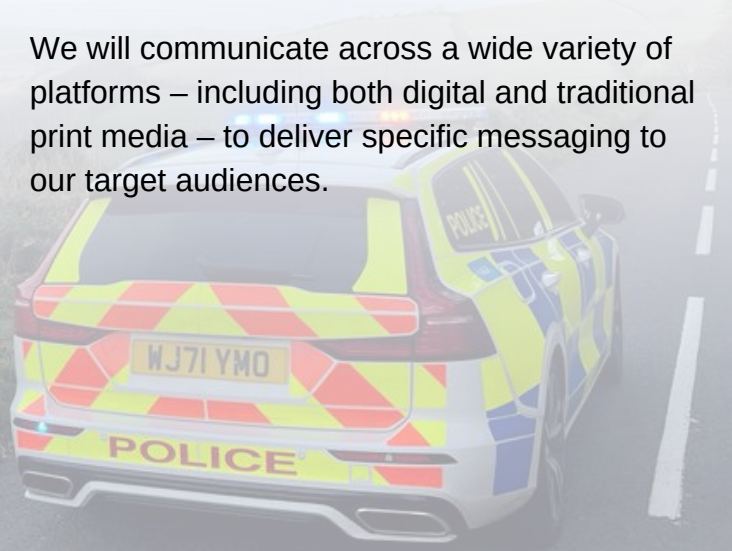 We will communicate across a wide variety of
platforms – including both digital and traditional
print media – to deliver specific messaging to
our target audiences.
POLICE
WJ71 YMO
POLICE